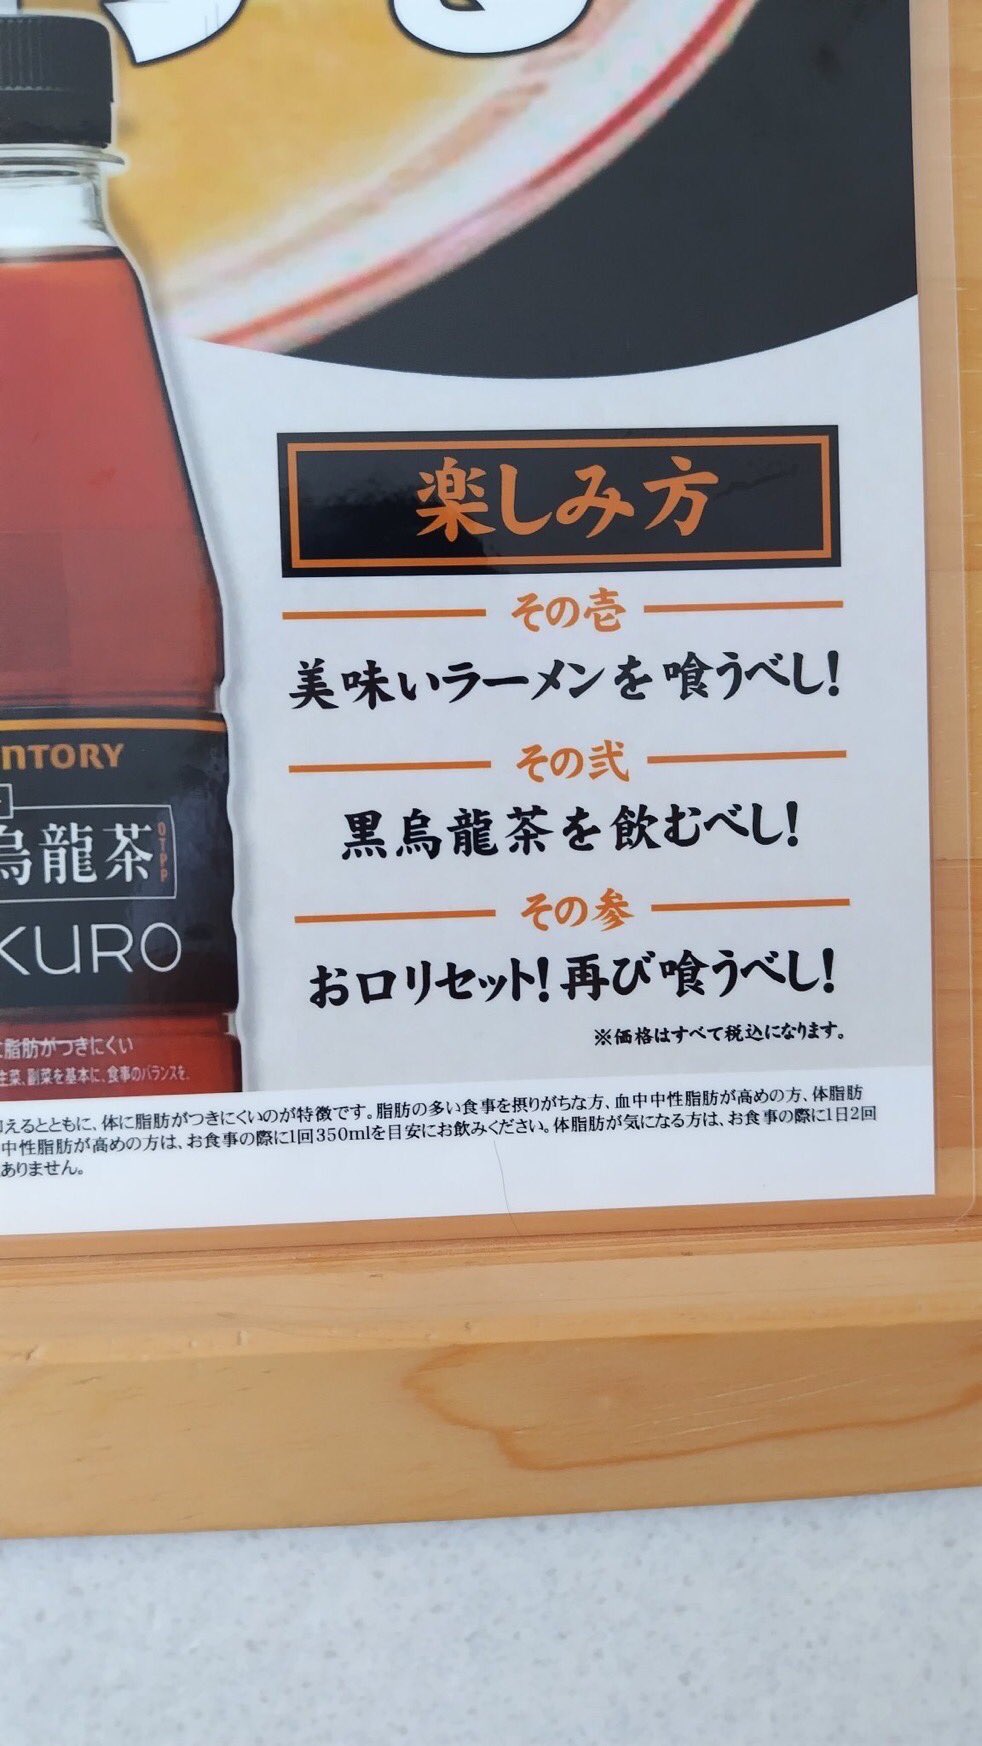 楽しみ方
その壱
美味いラーメンを喰うべし!
その弐
黒烏龍茶を飲むべし!
その参
お口リセット!再び喰うべし!
※価格はすべて税込になります。
NTORY
烏龍茶
OTPP
KURO
に脂肪がつきにくい
主菜、副菜を基本に、食事のバランスを。
えるとともに、体に脂肪がつきにくいのが特徴です。脂肪の多い食事を摂りがちな方、血中中性脂肪が高めの方、体脂肪
中性脂肪が高めの方は、お食事の際に1回350mlを目安にお飲みください。体脂肪が気になる方は、お食事の際に1日2回
ありません。